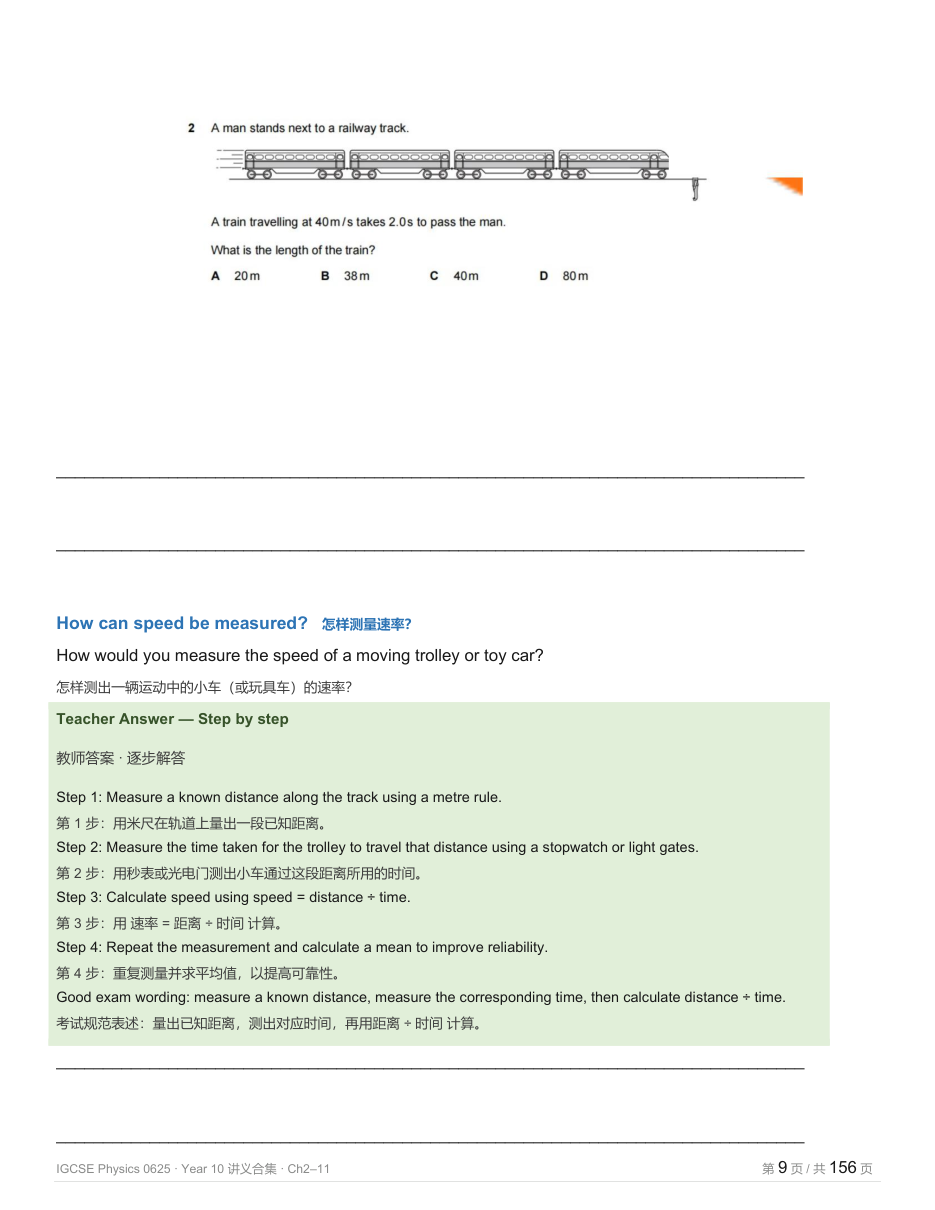 2 A man stands next to a railway track.
A train travelling at 40 m / s takes 2.0 s to pass the man.
What is the length of the train?
A 20 m B 38 m C 40 m D 80 m
How can speed be measured? 怎样测量速率?
How would you measure the speed of a moving trolley or toy car?
怎样测出一辆运动中的小车（或玩具车）的速率?
Teacher Answer — Step by step
教师答案 · 逐步解答
Step 1: Measure a known distance along the track using a metre rule.
第 1 步：用米尺在轨道上量出一段已知距离。
Step 2: Measure the time taken for the trolley to travel that distance using a stopwatch or light gates.
第 2 步：用秒表或光电门测出小车通过这段距离所用的时间。
Step 3: Calculate speed using speed = distance ÷ time.
第 3 步：用 速率 = 距离 ÷ 时间 计算。
Step 4: Repeat the measurement and calculate a mean to improve reliability.
第 4 步：重复测量并求平均值，以提高可靠性。
Good exam wording: measure a known distance, measure the corresponding time, then calculate distance ÷ time.
考试规范表述：量出已知距离，测出对应时间，再用距离 ÷ 时间 计算。
IGCSE Physics 0625 · Year 10 讲义合集 · Ch2–11 第 9 页 / 共 156 页